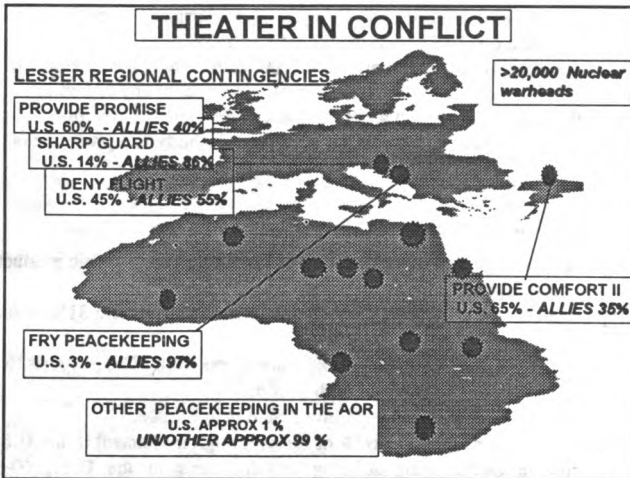 THEATER IN CONFLICT
LESSER REGIONAL CONTINGENCIES
>20,000 Nuclear
warheads
PROVIDE PROMISE
U.S. 60% - ALLIES 40%
SHARP GUARD
U.S. 14% - ALLIES 86%
DENY FLIGHT
U.S. 45% - ALLIES 55%
PROVIDE COMFORT II
U.S. 65% - ALLIES 35%
FRY PEACEKEEPING
U.S. 3% - ALLIES 97%
OTHER PEACEKEEPING IN THE AOR
U.S. APPROX 1 %
UN/OTHER APPROX 99 %